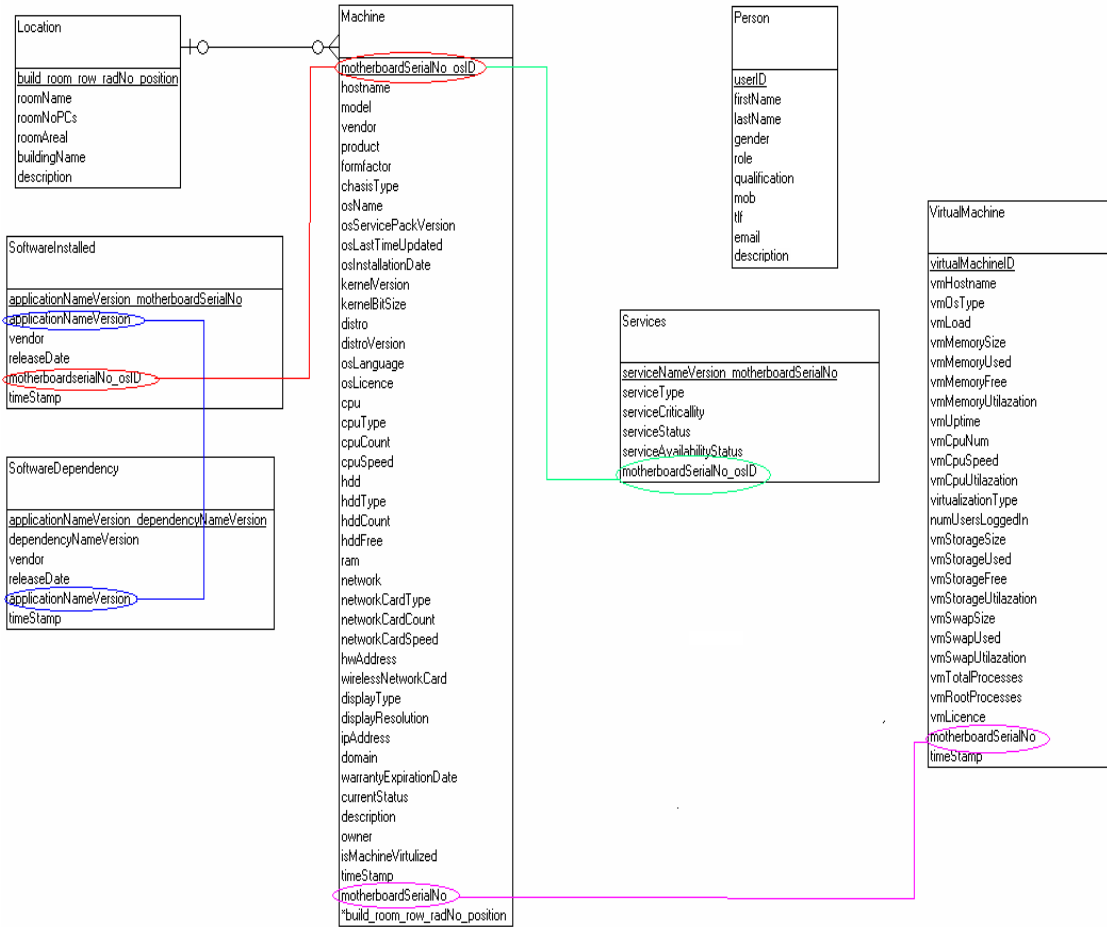 Location
build_room_row_radNo_position
roomName
roomNoPCs
roomAreal
buildingName
description
SoftwareInstalled
applicationNameVersion_motherboardSerialNo
applicationNameVersion
vendor
releaseDate
motherboardserialNo_osID
timeStamp
SoftwareDependency
applicationNameVersion_dependencyNameVersion
dependencyNameVersion
vendor
releaseDate
applicationNameVersion
timeStamp
Machine
motherboardSerialNo_osID
hostname
model
vendor
product
formfactor
chasisType
osName
osServicePackVersion
osLastTimeUpdated
osInstallationDate
kernelVersion
kernelBitSize
distro
distroVersion
osLanguage
osLicence
cpu
cpuType
cpuCount
cpuSpeed
hdd
hddType
hddCount
hddFree
ram
network
networkCardType
networkCardCount
networkCardSpeed
hwAddress
wirelessNetworkCard
displayType
displayResolution
ipAddress
domain
warrantyExpirationDate
currentStatus
description
owner
isMachineVirtulized
timeStamp
motherboardSerialNo
*build_room_row_radNo_position
Person
userID
firstName
lastName
gender
role
qualification
mob
tlf
email
description
Services
serviceNameVersion_motherboardSerialNo
serviceType
serviceCriticallity
serviceStatus
serviceAvailabilityStatus
motherboardSerialNo_osID
VirtualMachine
virtualMachineID
vmHostname
vmOsType
vmLoad
vmMemorySize
vmMemoryUsed
vmMemoryFree
vmMemoryUtilazation
vmUptime
vmCpuNum
vmCpuSpeed
vmCpuUtilazation
virtualizationType
numUsersLoggedIn
vmStorageSize
vmStorageUsed
vmStorageFree
vmStorageUtilazation
vmSwapSize
vmSwapUsed
vmSwapUtilazation
vmTotalProcesses
vmRootProcesses
vmLicence
motherboardSerialNo
timeStamp